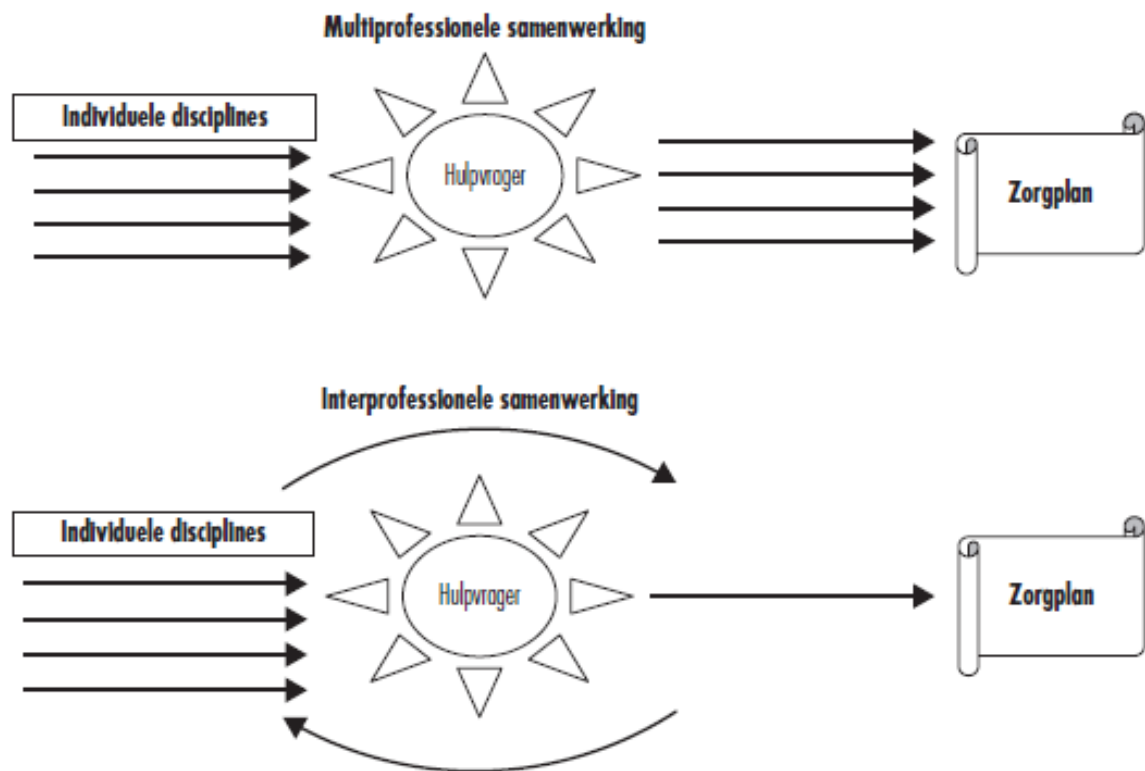 Multiprofessionele samenwerking
Individuele disciplines
Hulpvrager
Zorgplan
Interprofessionele samenwerking
Individuele disciplines
Hulpvrager
Zorgplan